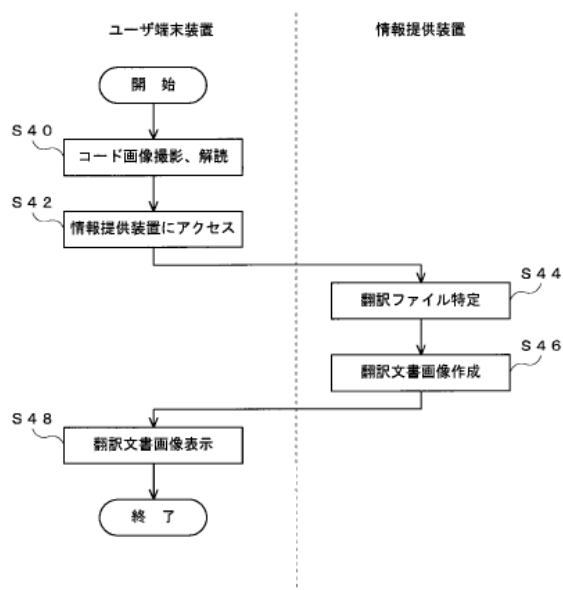 ユーザ端末装置
情報提供装置
開 始
S40
コード画像撮影、解読
S42
情報提供装置にアクセス
S44
翻訳ファイル特定
S46
翻訳文書画像作成
S48
翻訳文書画像表示
終 了